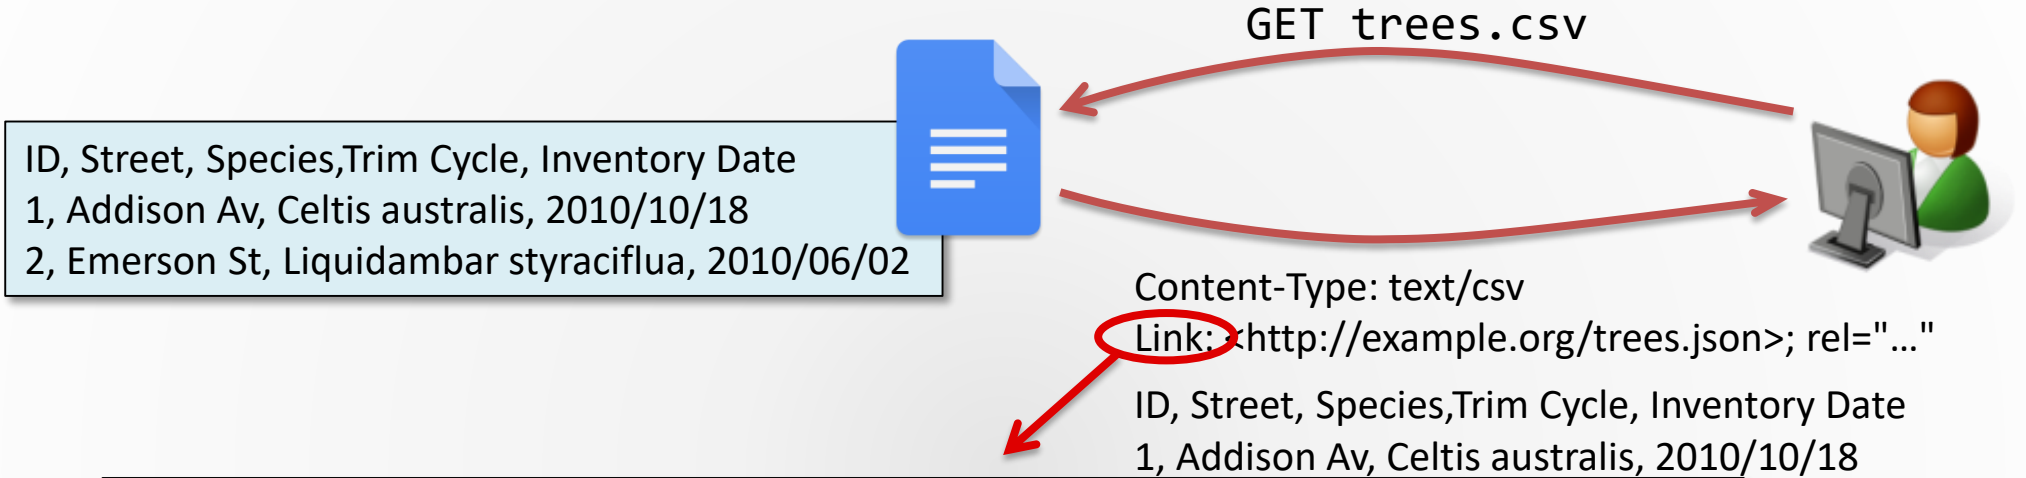 GET trees.csv
ID, Street, Species,Trim Cycle, Inventory Date
1, Addison Av, Celtis australis, 2010/10/18
2, Emerson St, Liquidambar styraciflua, 2010/06/02
Content-Type: text/csv
Link: <http://example.org/trees.json>; rel="…"
ID, Street, Species,Trim Cycle, Inventory Date
1, Addison Av, Celtis australis, 2010/10/18